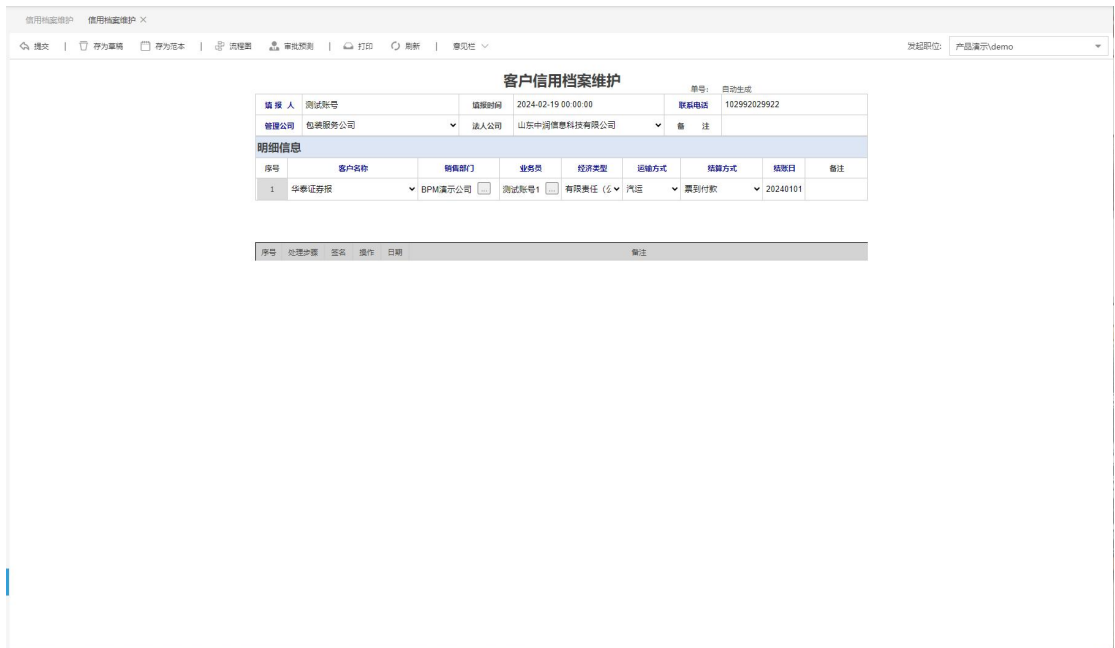 信用档案维护 信用档案维护 ×
提交 | 存为草稿 存为范本 | 流程图 审批预测 | 打印 刷新 | 意见栏 发起职位: 产品演示\demo
客户信用档案维护
单号: 自动生成
填 报 人 测试账号 填报时间 2024-02-19 00:00:00 联系电话 102992029922
管理公司 包装服务公司 法人公司 山东中润信息科技有限公司 备 注
明细信息
序号 客户名称 销售部门 业务员 经济类型 运输方式 结算方式 结账日 备注
1 华泰证券报 BPM演示公司 ... 测试账号1 ... 有限责任（公 汽运 票到付款 20240101
序号 处理步骤 签名 操作 日期 备注